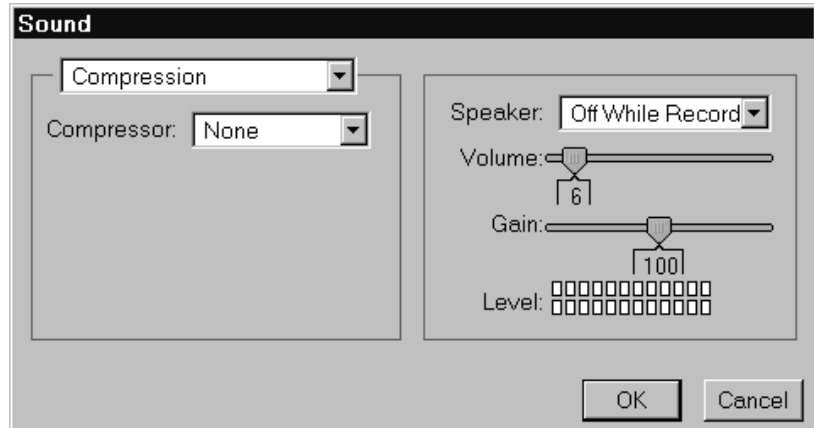 Sound
Compression
Compressor: None
Speaker: Off While Record
Volume:
6
Gain:
100
Level:
OK Cancel